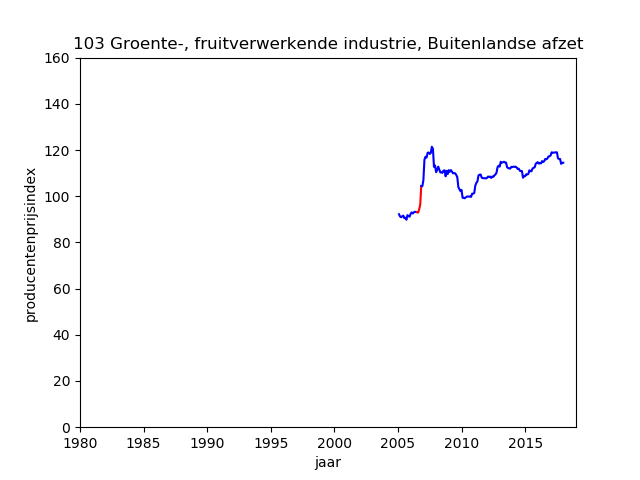 103 Groente-, fruitverwerkende industrie, Buitenlandse afzet
160
140
120
100
80
60
40
20
0
producentenprijsindex
1980 1985 1990 1995 2000 2005 2010 2015
jaar